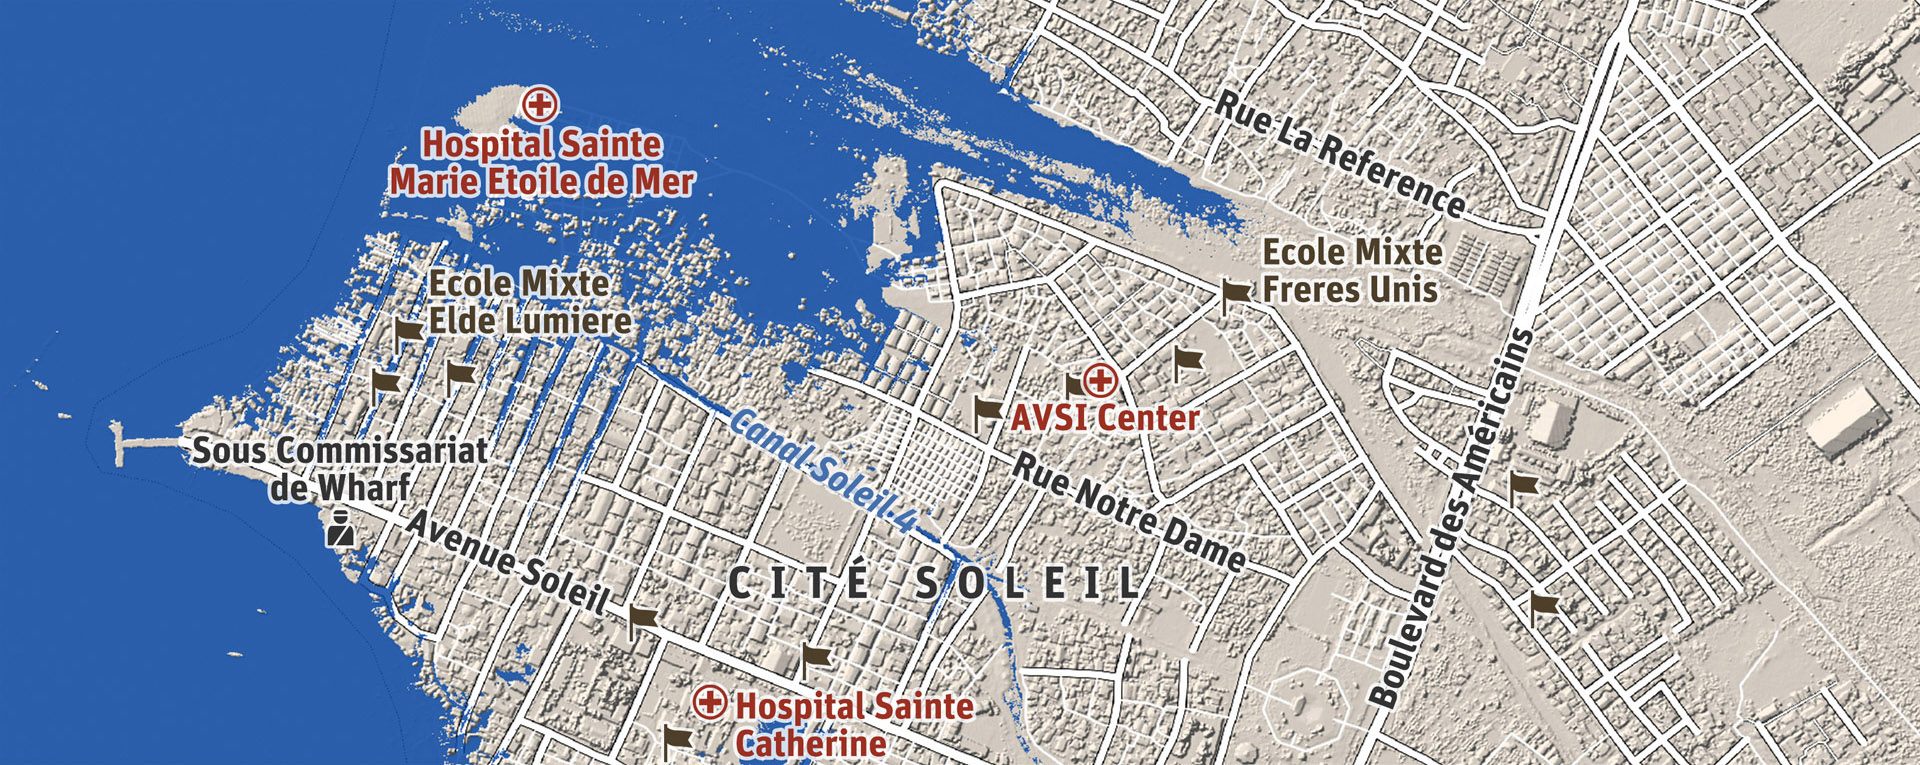 Hospital Sainte
Marie Etoile de Mer
Rue La Reference
Ecole Mixte
Freres Unis
Ecole Mixte
Elde Lumiere
AVSI Center
Canal Soleil 4
Sous Commissariat
de Wharf
Rue Notre Dame
Boulevard des Américains
Avenue Soleil
CITÉ SOLEIL
Hospital Sainte
Catherine